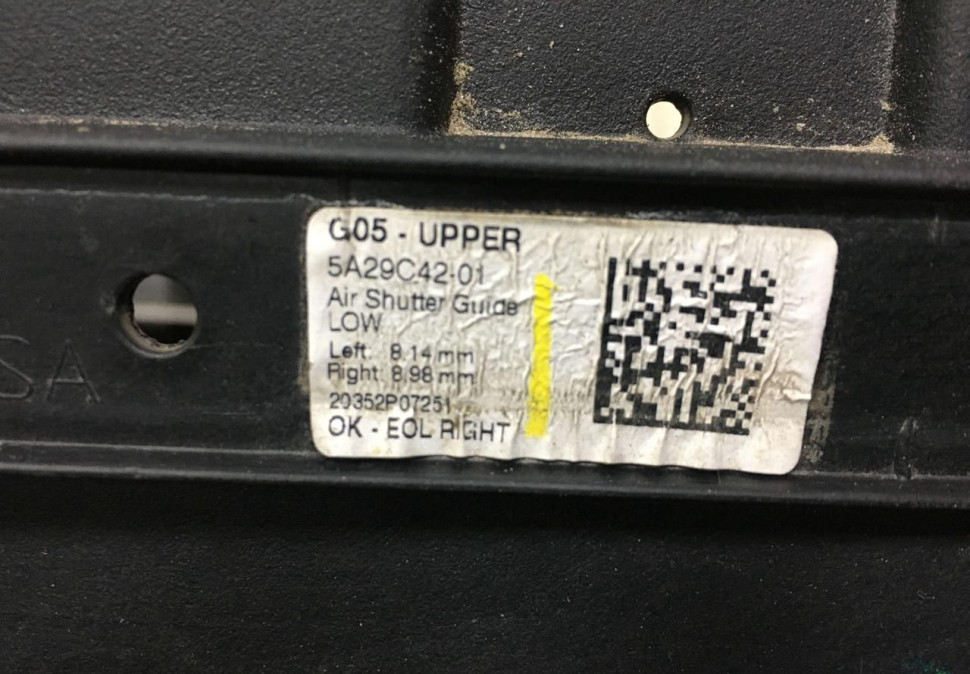 G05 - UPPER
5A29C42-01
Air Shutter Guide
LOW
Left: 8.14 mm
Right: 8.98 mm
20352P07251
OK - EOL RIGHT
SA